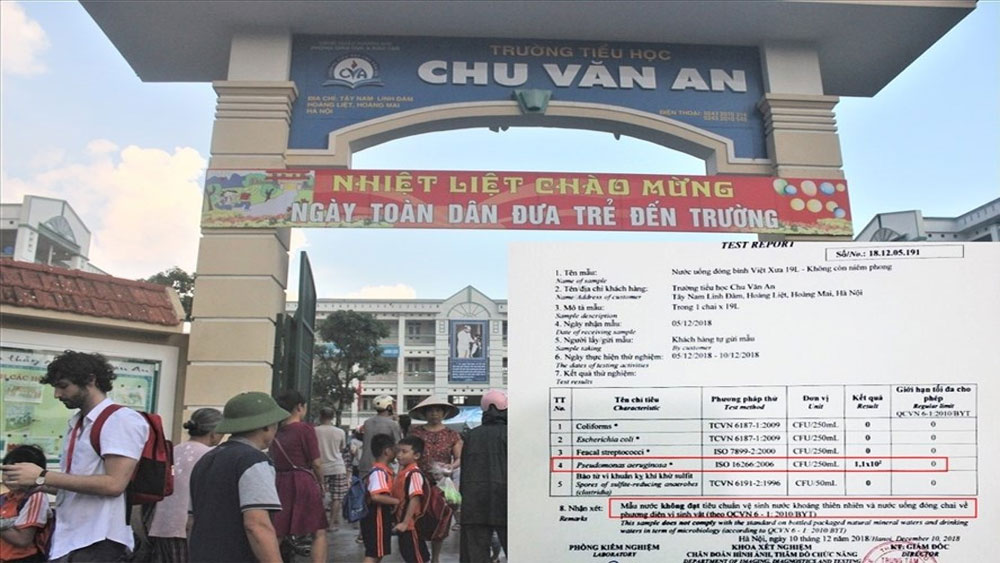 TRƯỜNG TIỂU HỌC
CHU VĂN AN
CVA
ĐỊA CHỈ: TÂY NAM LINH ĐÀM
HOÀNG LIỆT, HOÀNG MAI
HÀ NỘI
ĐIỆN THOẠI:
NHIỆT LIỆT CHÀO MỪNG
NGÀY TOÀN DÂN ĐƯA TRẺ ĐẾN TRƯỜNG
TEST REPORT
Số/No.: 18.12.05.191
1. Tên mẫu: Nước uống đóng bình Việt Xưa 19L - Không còn niêm phong
Name of sample
2. Tên/địa chỉ khách hàng: Trường tiểu học Chu Văn An
Name/Address of customer Tây Nam Linh Đàm, Hoàng Liệt, Hoàng Mai, Hà Nội
3. Mô tả mẫu: Trong 1 chai x 19L
Sample description
4. Ngày nhận mẫu: 05/12/2018
Date of receiving sample
5. Người lấy/gửi mẫu: Khách hàng tự gửi mẫu
Sample taking By customer
6. Ngày thực hiện thử nghiệm: 05/12/2018 - 10/12/2018
The dates of testing activities
7. Kết quả thử nghiệm:
Test results
TT No. Tên chỉ tiêu Characteristic Phương pháp thử Test method Đơn vị Unit Kết quả Result Giới hạn tối đa cho phép Regular limit QCVN 6-1:2010/BYT
1 Coliforms * TCVN 6187-1:2009 CFU/250mL 0 0
2 Escherichia coli * TCVN 6187-1:2009 CFU/250mL 0 0
3 Feacal streptococci * ISO 7899-2:2000 CFU/250mL 0 0
4 Pseudomonas aeruginosa * ISO 16266:2006 CFU/250mL 1,1x10² 0
5 Bào tử vi khuẩn kỵ khí khử sulfit TCVN 6191-2:1996 CFU/50mL 0 0
Spores of sulfite-reducing anaerobes
(clostridia)
8. Nhận xét: Mẫu nước không đạt tiêu chuẩn vệ sinh nước khoáng thiên nhiên và nước uống đóng chai về
Remarks phương diện vi sinh vật (theo QCVN 6 - 1: 2010/BYT)
This sample does not comply with the standard on bottled packaged natural mineral waters and drinking
waters in term of microbiology (according to QCVN 6 - 1: 2010/BYT)
Hà Nội, ngày 10 tháng 12 năm 2018/Hanoi, December 10, 2018
PHÒNG KIỂM NGHIỆM KHOA XÉT NGHIỆM KT: GIÁM ĐỐC
LABORATORY CHẨN ĐOÁN HÌNH ẢNH, THĂM DÒ CHỨC NĂNG DIRECTOR
DEPARTMENT OF IMAGING, DIAGNOSTICS AND TESTING
TRUNG TÂM